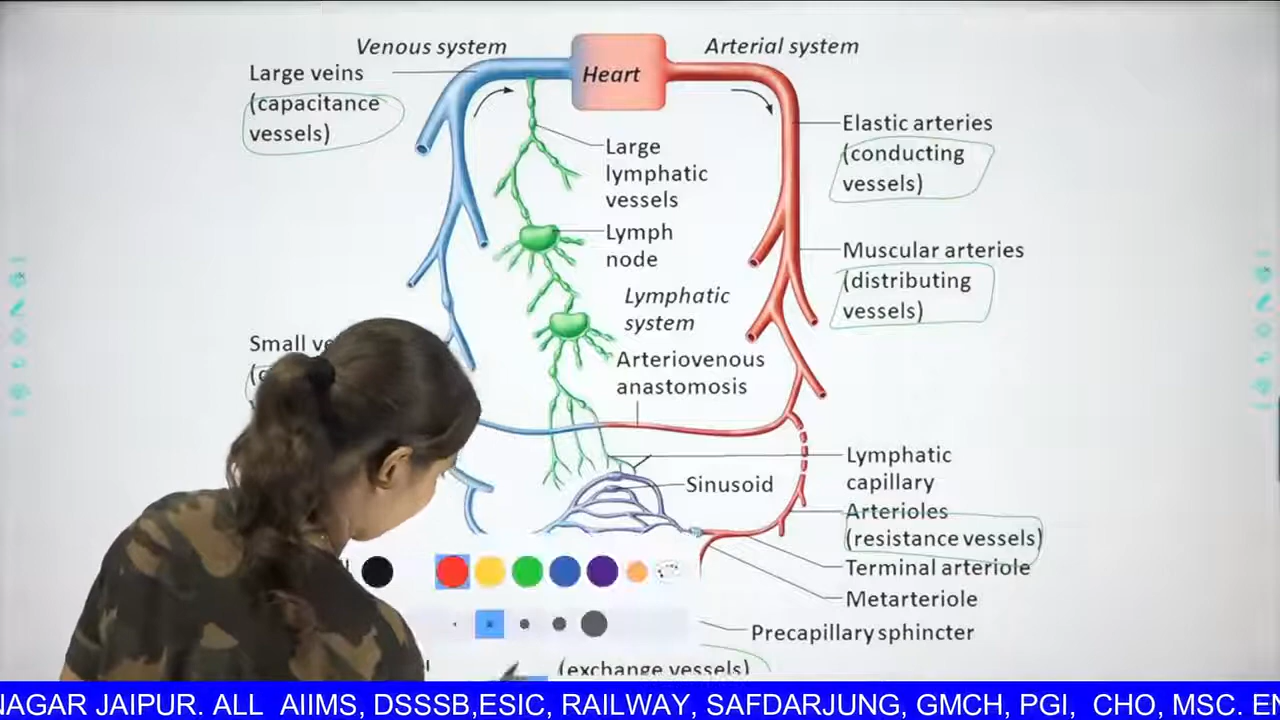 Venous system
Arterial system
Large veins
(capacitance
vessels)
Heart
Elastic arteries
(conducting
vessels)
Large
lymphatic
vessels
Lymph
node
Muscular arteries
(distributing
vessels)
Lymphatic
system
Small
Arteriovenous
anastomosis
Lymphatic
capillary
Sinusoid
Arterioles
(resistance vessels)
Terminal arteriole
Metarteriole
Precapillary sphincter
(exchange vessels)
NAGAR JAIPUR. ALL AIIMS, DSSSB,ESIC, RAILWAY, SAFDARJUNG, GMCH, PGI, CHO, MSC.